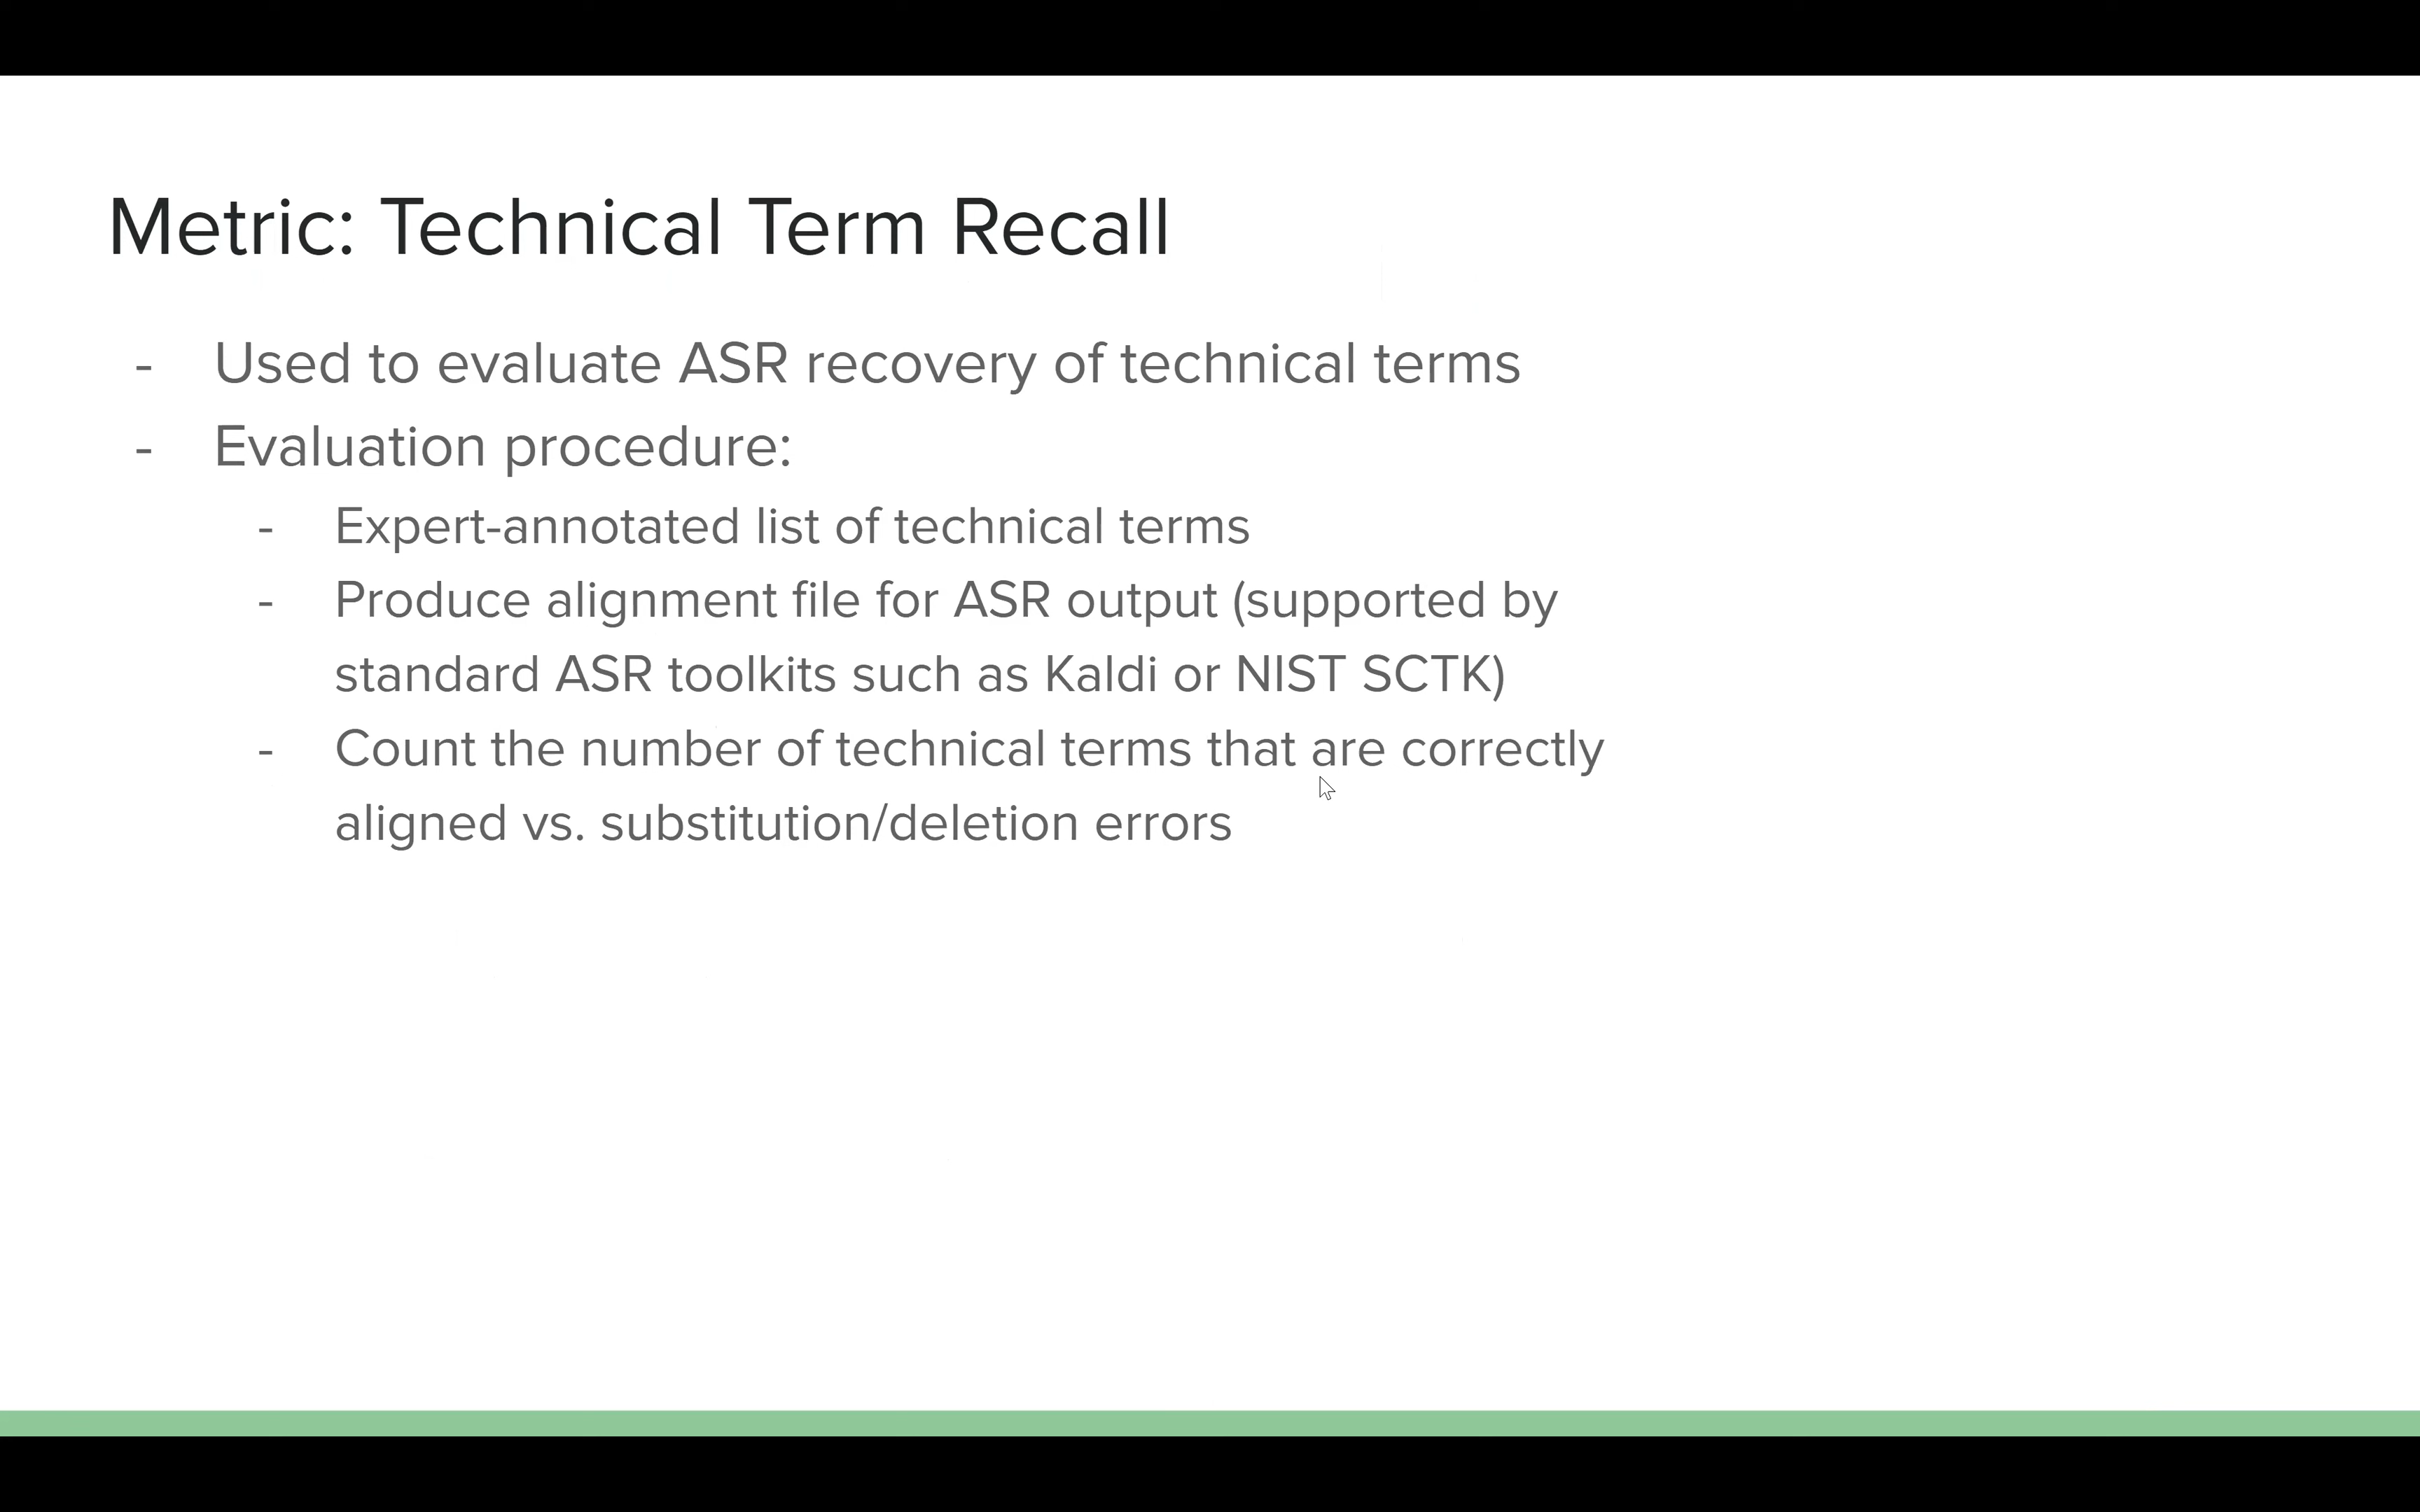 Metric: Technical Term Recall
- Used to evaluate ASR recovery of technical terms
- Evaluation procedure:
- Expert-annotated list of technical terms
- Produce alignment file for ASR output (supported by
standard ASR toolkits such as Kaldi or NIST SCTK)
- Count the number of technical terms that are correctly
aligned vs. substitution/deletion errors